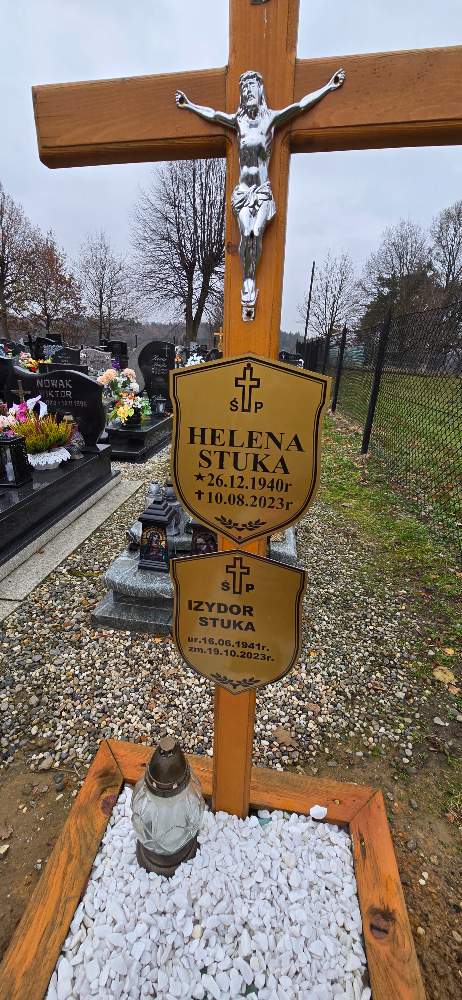 Ś P
HELENA
STUKA
★26.12.1940r
✝10.08.2023r
Ś P
IZYDOR
STUKA
ur.16.06.1941r.
zm.19.10.2023r.
NOWAK